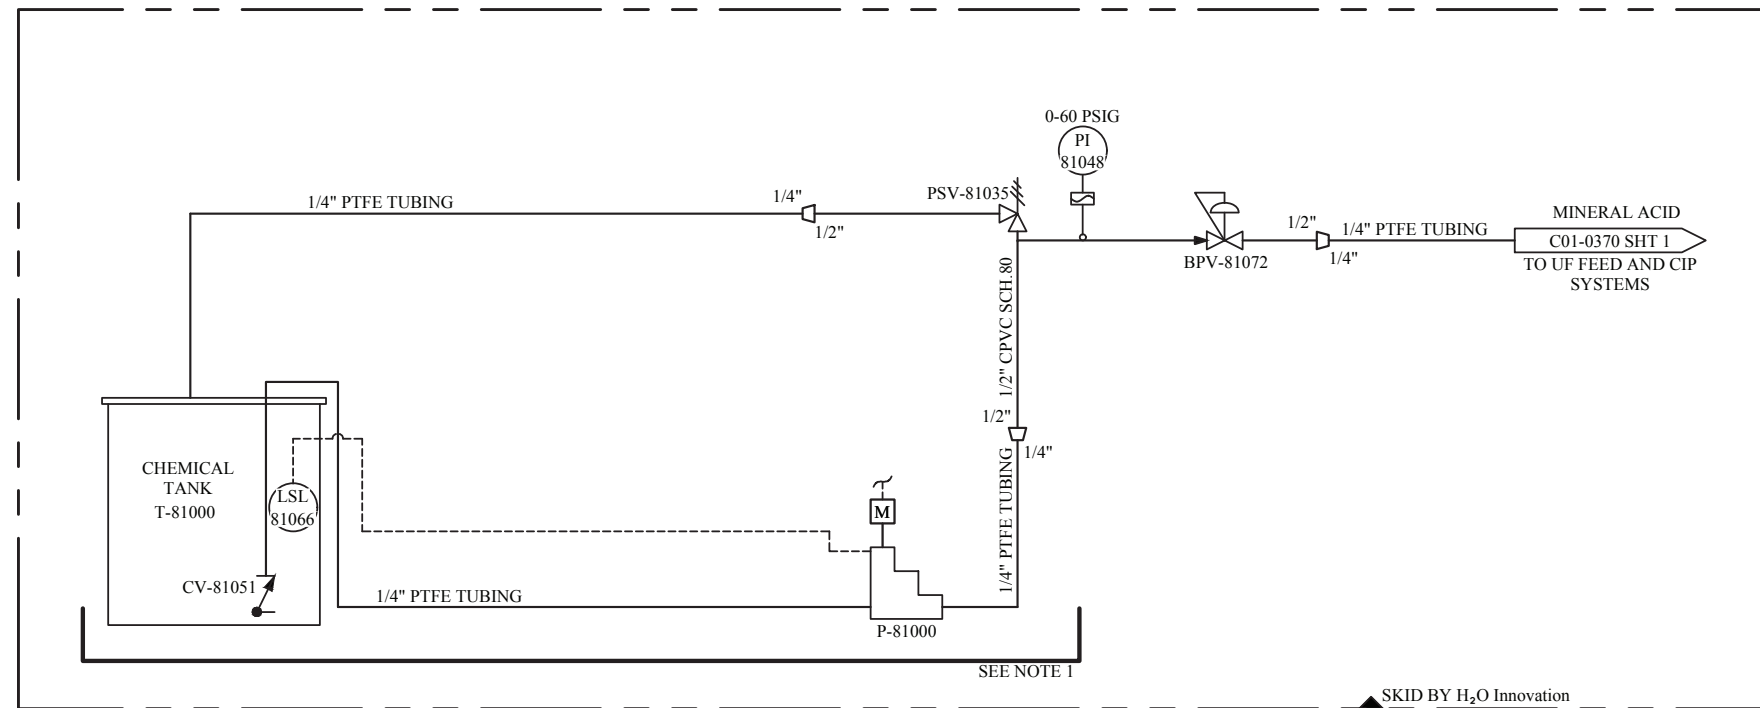 0-60 PSIG
PI
81048
PSV-81035
1/4" PTFE TUBING
1/4"
1/2"
BPV-81072
1/2"
1/4"
1/4" PTFE TUBING
MINERAL ACID
C01-0370 SHT 1
TO UF FEED AND CIP
SYSTEMS
1/2" CPVC SCH.80
1/2"
1/4"
1/4" PTFE TUBING
CHEMICAL
TANK
T-81000
LSL
81066
CV-81051
1/4" PTFE TUBING
M
P-81000
SEE NOTE 1
SKID BY H₂O Innovation